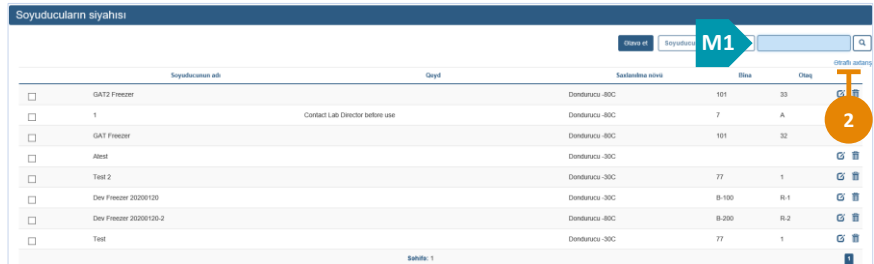 Soyuducuların siyahısı
Əlavə et Soyuducu M1
Ətraflı axtarış
Soyuducunun adı Qeyd Saxlanılma növü Bina Otaq
GAT2 Freezer Dondurucu -80C 101 33
1 Contact Lab Director before use Dondurucu -80C 7 A
2
GAT Freezer Dondurucu -80C 101 32
Atest Dondurucu -30C
Test 2 Dondurucu -30C 77 1
Dev Freezer 20200120 Dondurucu -30C B-100 R-1
Dev Freezer 20200120-2 Dondurucu -80C B-200 R-2
Test Dondurucu -30C 77 1
Səhifə: 1 1